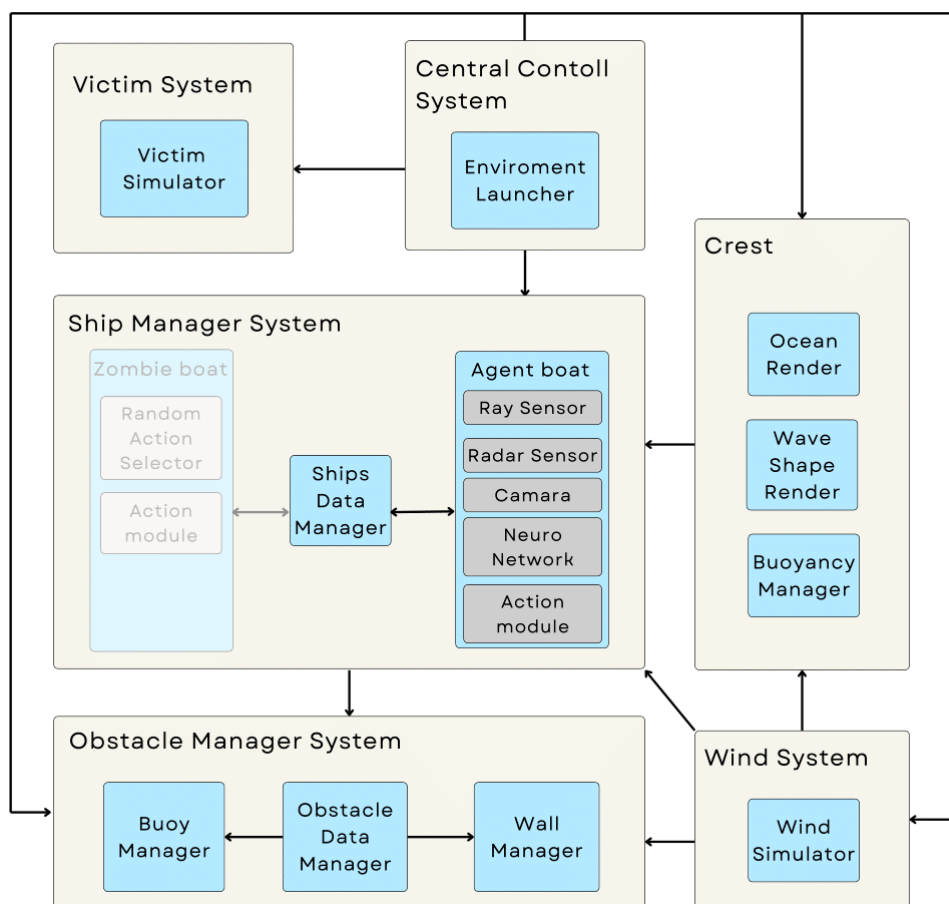 Victim System
Victim
Simulator
Central Contoll
System
Enviroment
Launcher
Crest
Ocean
Render
Wave
Shape
Render
Buoyancy
Manager
Ship Manager System
Zombie boat
Random
Action
Selector
Action
module
Ships
Data
Manager
Agent boat
Ray Sensor
Radar Sensor
Camara
Neuro
Network
Action
module
Obstacle Manager System
Buoy
Manager
Obstacle
Data
Manager
Wall
Manager
Wind System
Wind
Simulator